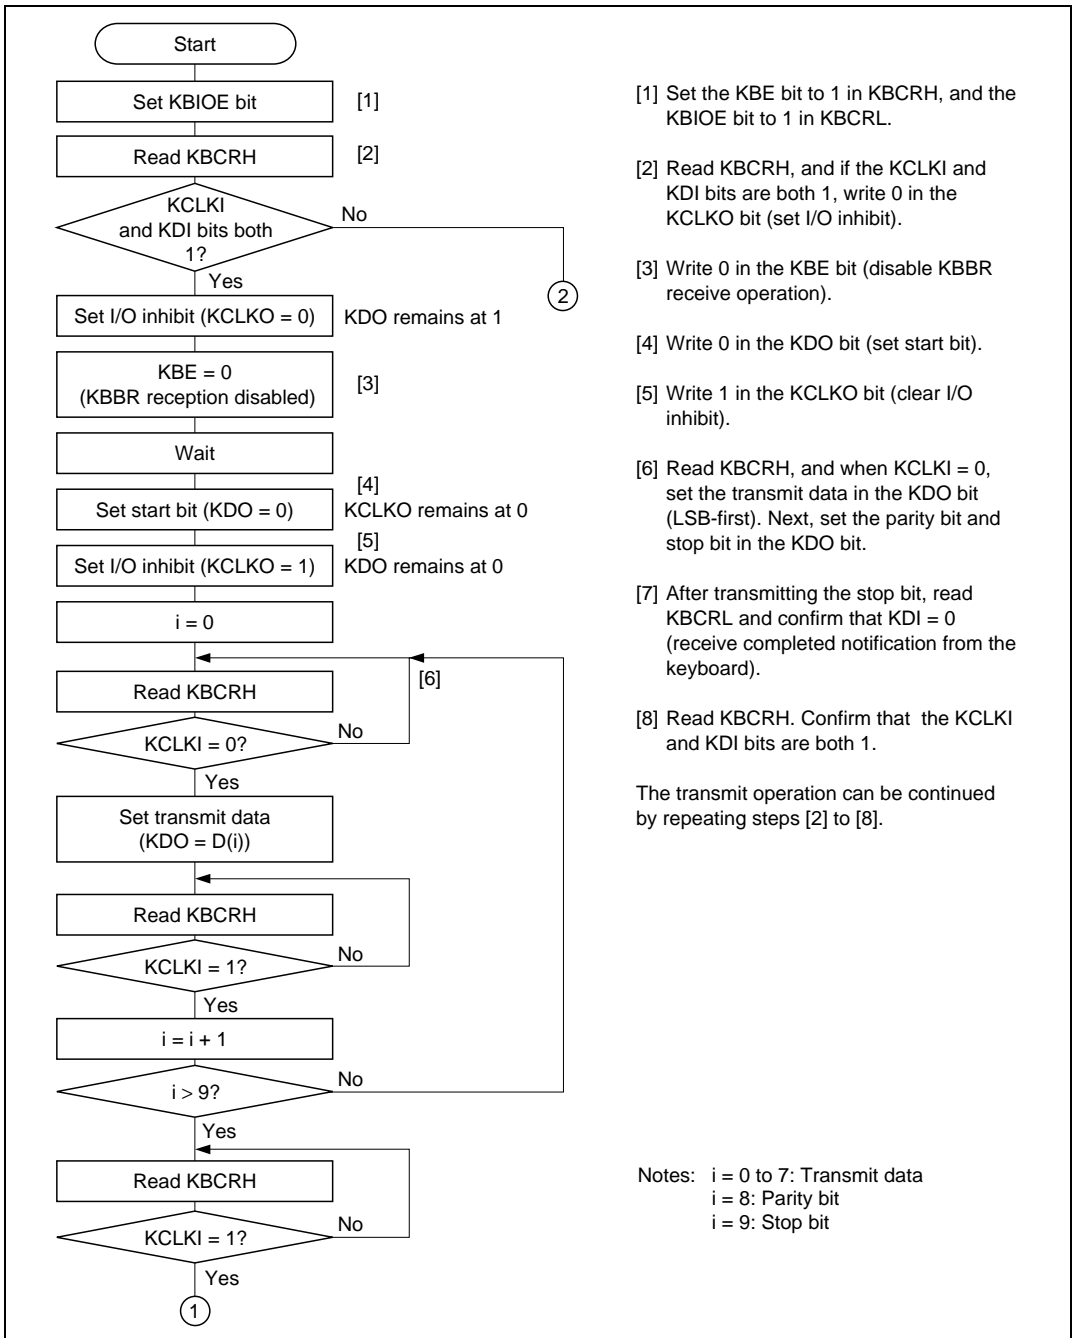 Start
Set KBIOE bit
[1]
Read KBCRH
[2]
KCLKI
and KDI bits both
1?
No
Yes
2
Set I/O inhibit (KCLKO = 0)
KDO remains at 1
KBE = 0
(KBBR reception disabled)
[3]
Wait
[4]
Set start bit (KDO = 0)
KCLKO remains at 0
[5]
Set I/O inhibit (KCLKO = 1)
KDO remains at 0
i = 0
Read KBCRH
[6]
KCLKI = 0?
No
Yes
Set transmit data
(KDO = D(i))
Read KBCRH
KCLKI = 1?
No
Yes
i = i + 1
i > 9?
No
Yes
Read KBCRH
KCLKI = 1?
No
Yes
1
[1] Set the KBE bit to 1 in KBCRH, and the
KBIOE bit to 1 in KBCRL.
[2] Read KBCRH, and if the KCLKI and
KDI bits are both 1, write 0 in the
KCLKO bit (set I/O inhibit).
[3] Write 0 in the KBE bit (disable KBBR
receive operation).
[4] Write 0 in the KDO bit (set start bit).
[5] Write 1 in the KCLKO bit (clear I/O
inhibit).
[6] Read KBCRH, and when KCLKI = 0,
set the transmit data in the KDO bit
(LSB-first). Next, set the parity bit and
stop bit in the KDO bit.
[7] After transmitting the stop bit, read
KBCRL and confirm that KDI = 0
(receive completed notification from the
keyboard).
[8] Read KBCRH. Confirm that the KCLKI
and KDI bits are both 1.
The transmit operation can be continued
by repeating steps [2] to [8].
Notes: i = 0 to 7: Transmit data
i = 8: Parity bit
i = 9: Stop bit